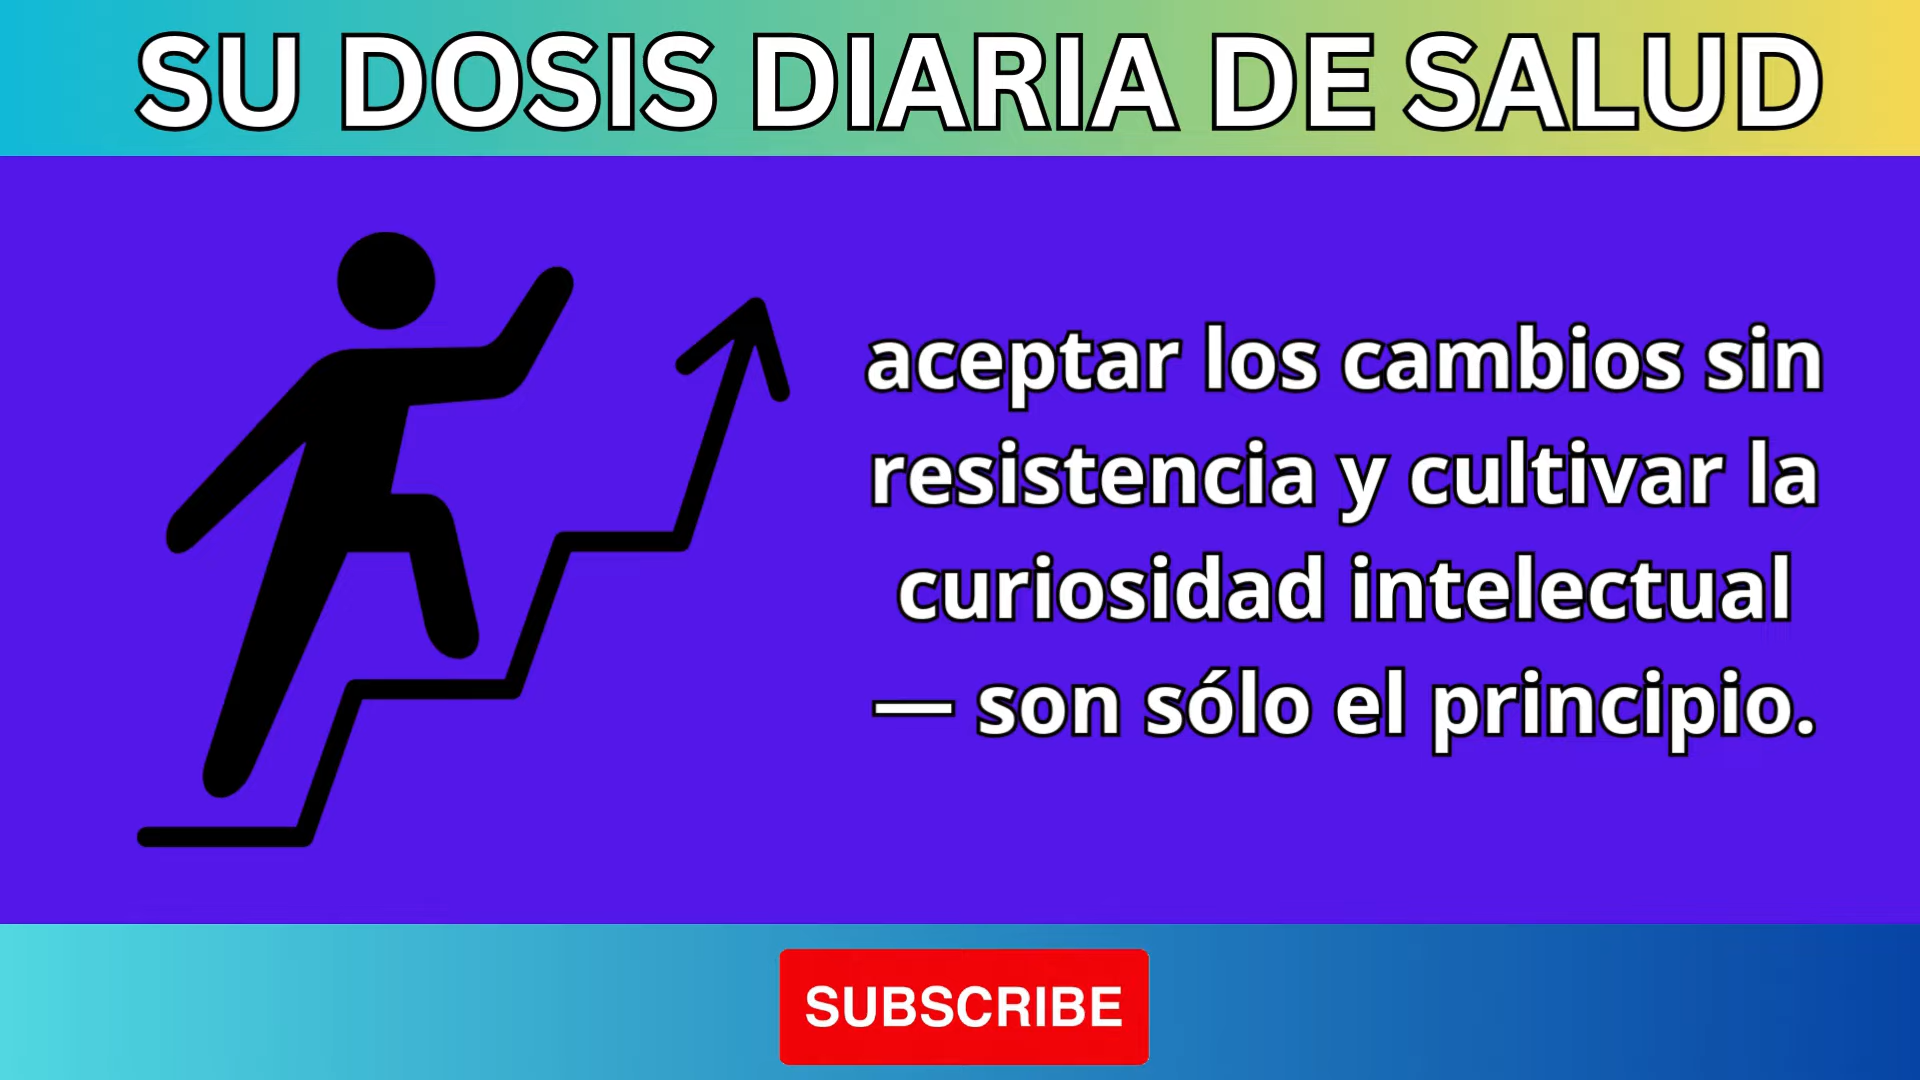 SU DOSIS DIARIA DE SALUD
aceptar los cambios sin
resistencia y cultivar la
curiosidad intelectual
— son sólo el principio.
SUBSCRIBE